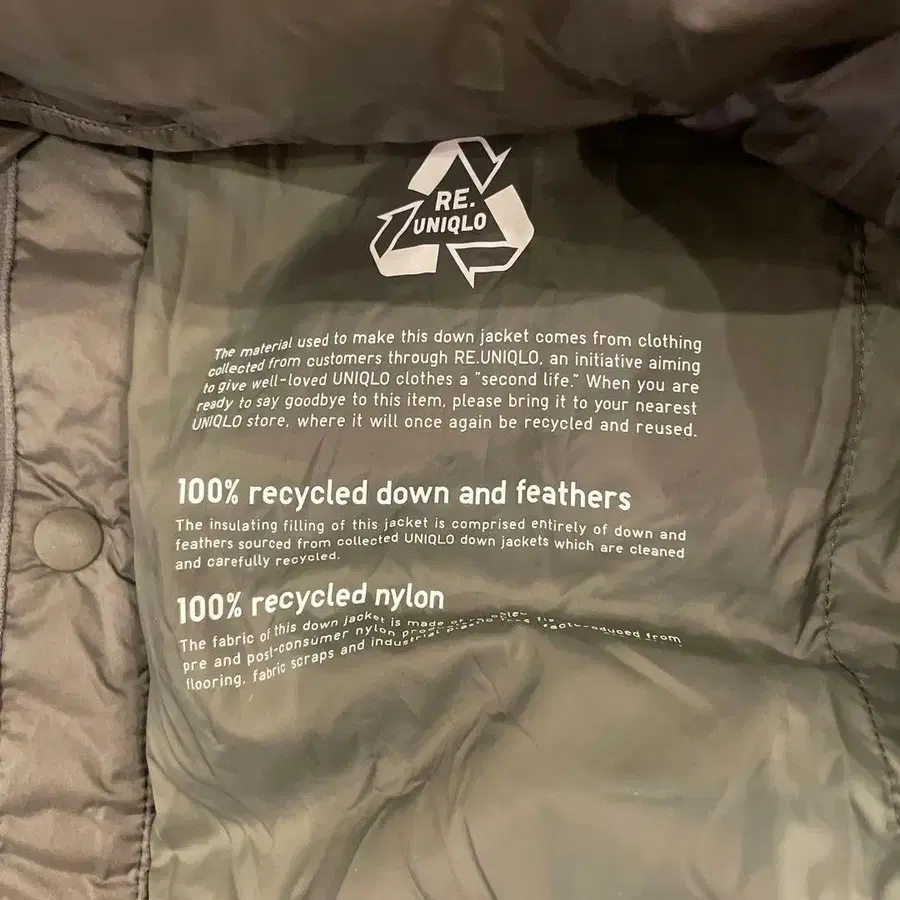 RE.
UNIQLO
The material used to make this down jacket comes from clothing
collected from customers through RE.UNIQLO, an initiative aiming
to give well-loved UNIQLO clothes a "second life." When you are
ready to say goodbye to this item, please bring it to your nearest
UNIQLO store, where it will once again be recycled and reused.
100% recycled down and feathers
The insulating filling of this jacket is comprised entirely of down and
feathers sourced from collected UNIQLO down jackets which are cleaned
and carefully recycled.
100% recycled nylon
The fabric of this down jacket is made from
pre and post-consumer nylon
flooring, fabric scraps and industrial